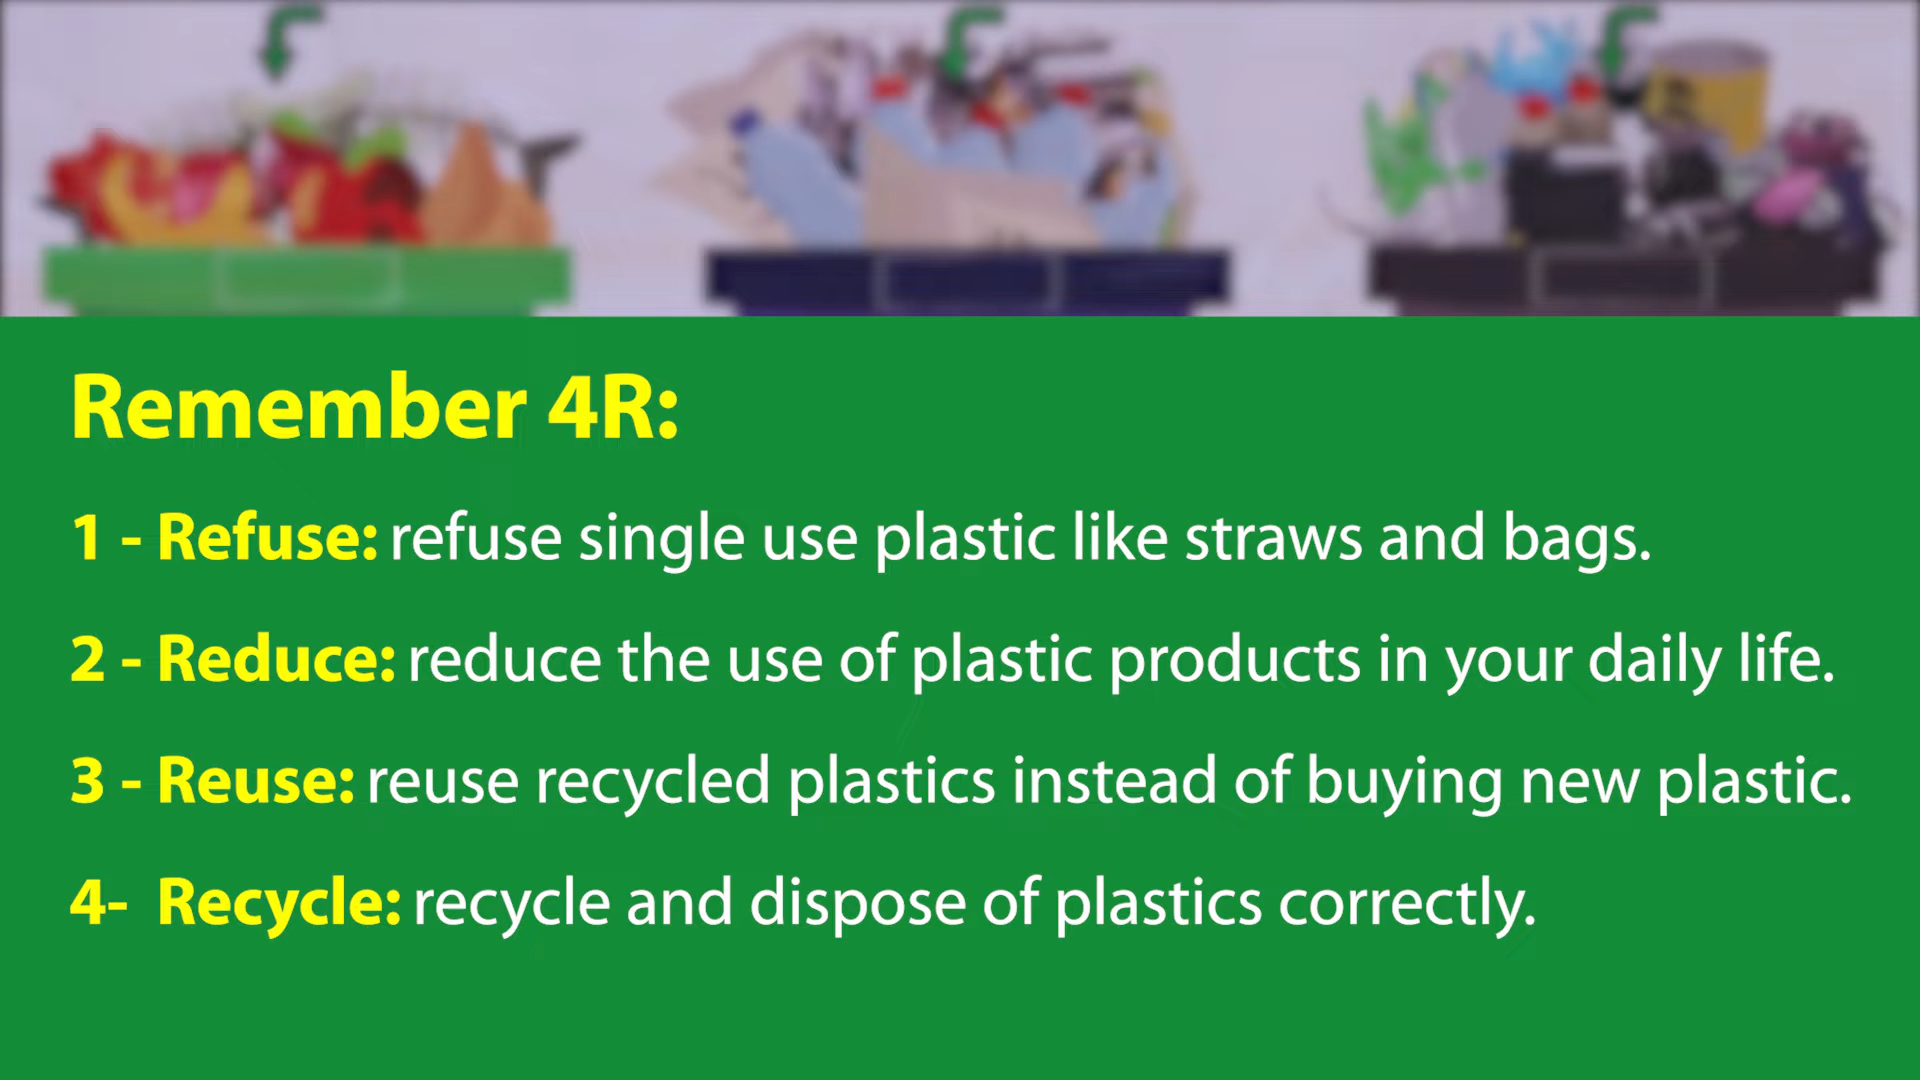 Remember 4R:
1 - Refuse: refuse single use plastic like straws and bags.
2 - Reduce: reduce the use of plastic products in your daily life.
3 - Reuse: reuse recycled plastics instead of buying new plastic.
4- Recycle: recycle and dispose of plastics correctly.